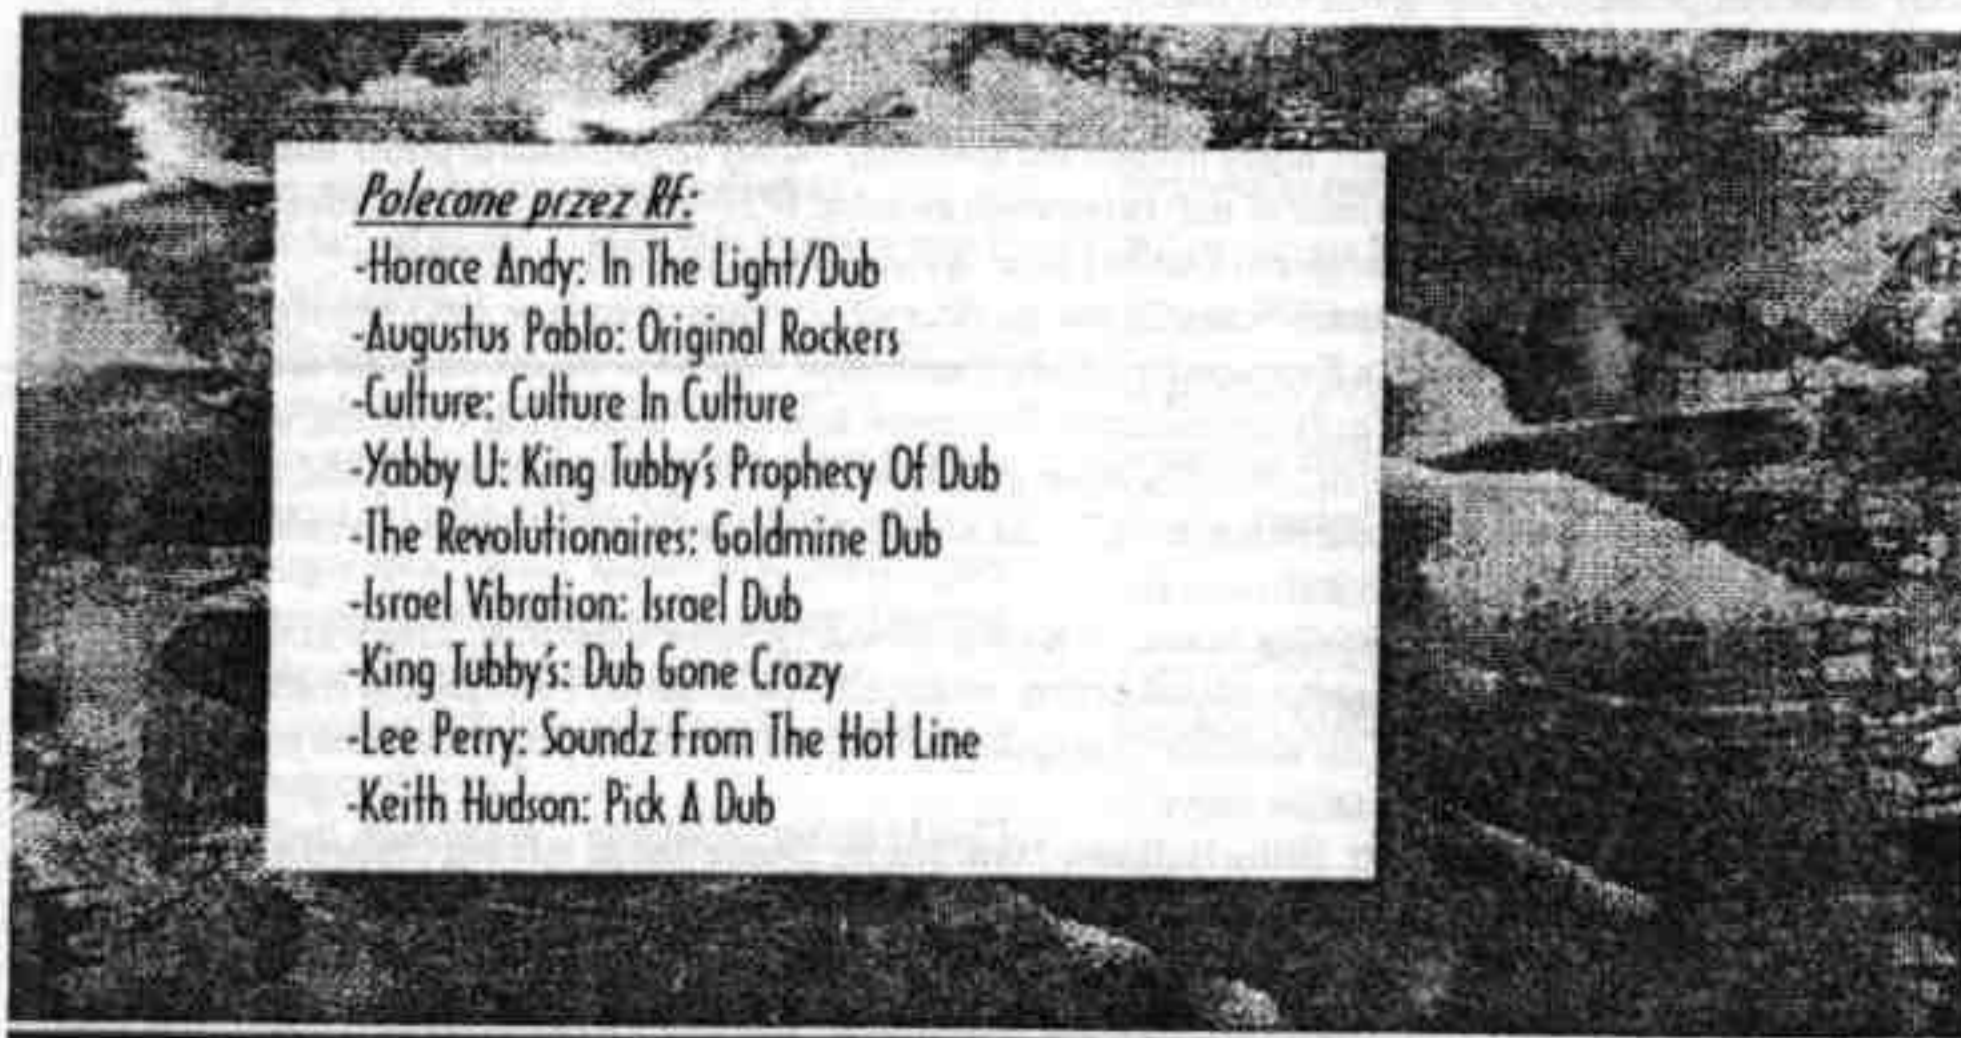 Polecane przez Rf:
-Horace Andy: In The Light/Dub
-Augustus Pablo: Original Rockers
-Culture: Culture In Culture
-Yabby U: King Tubby's Prophecy Of Dub
-The Revolutionaires: Goldmine Dub
-Israel Vibration: Israel Dub
-King Tubby's: Dub Gone Crazy
-Lee Perry: Soundz From The Hot Line
-Keith Hudson: Pick A Dub